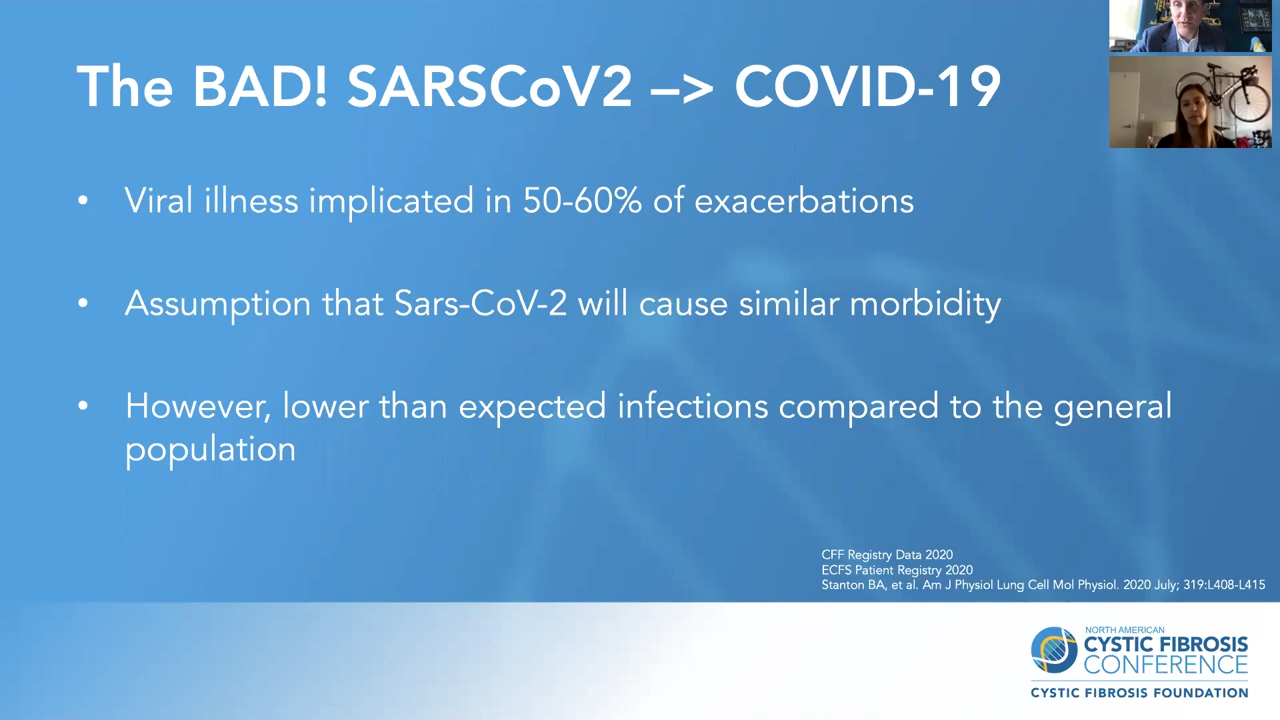 The BAD! SARSCoV2 –> COVID-19
• Viral illness implicated in 50-60% of exacerbations
• Assumption that Sars-CoV-2 will cause similar morbidity
• However, lower than expected infections compared to the general
population
CFF Registry Data 2020
ECFS Patient Registry 2020
Stanton BA, et al. Am J Physiol Lung Cell Mol Physiol. 2020 July; 319:L408-L415
NORTH AMERICAN
CYSTIC FIBROSIS
CONFERENCE
CYSTIC FIBROSIS FOUNDATION